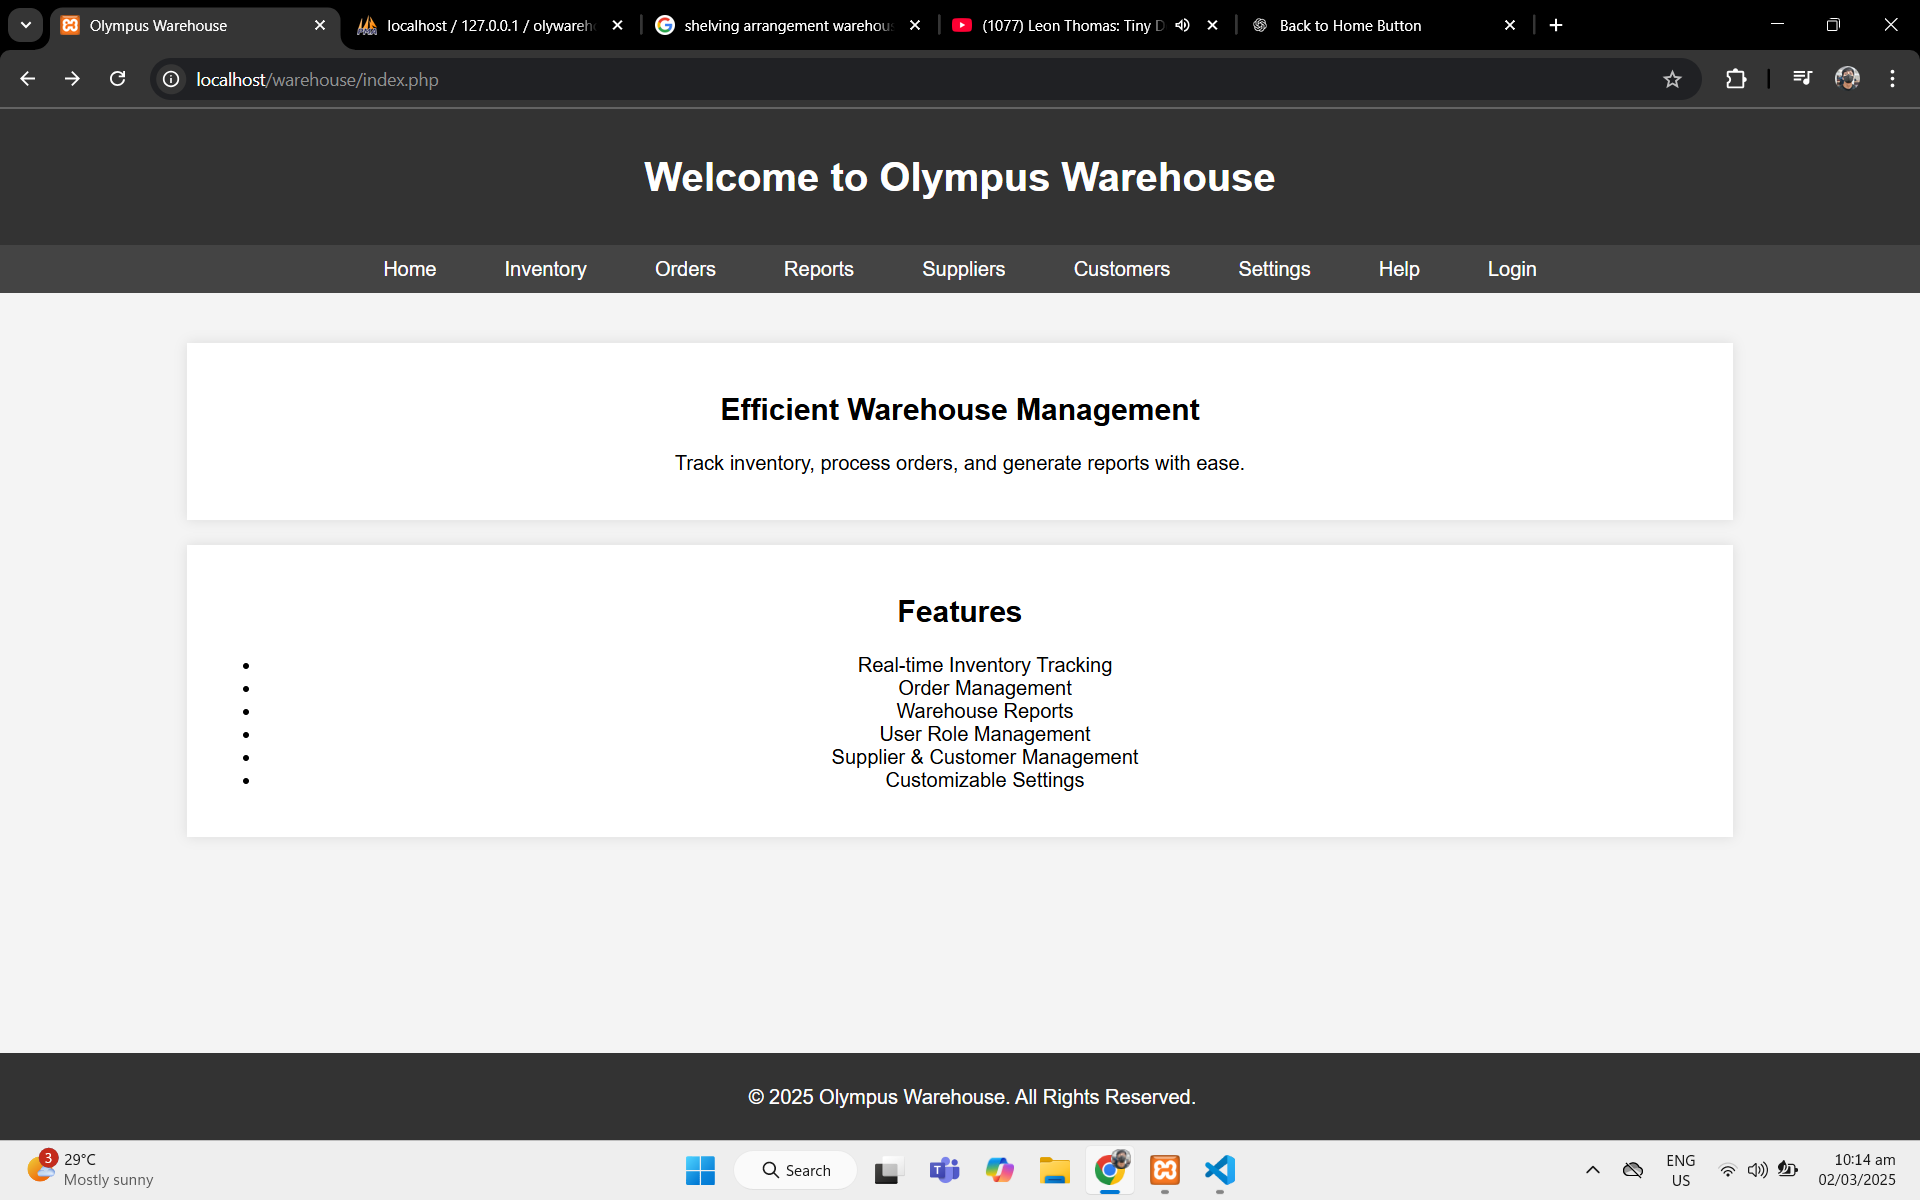 Olympus Warehouse
localhost / 127.0.0.1 / olywareh
shelving arrangement warehou
(1077) Leon Thomas: Tiny D
Back to Home Button
localhost/warehouse/index.php
Welcome to Olympus Warehouse
Home Inventory Orders Reports Suppliers Customers Settings Help Login
Efficient Warehouse Management
Track inventory, process orders, and generate reports with ease.
Features
• Real-time Inventory Tracking
• Order Management
• Warehouse Reports
• User Role Management
• Supplier & Customer Management
• Customizable Settings
© 2025 Olympus Warehouse. All Rights Reserved.
3
29°C
Mostly sunny
Search
ENG
US
10:14 am
02/03/2025